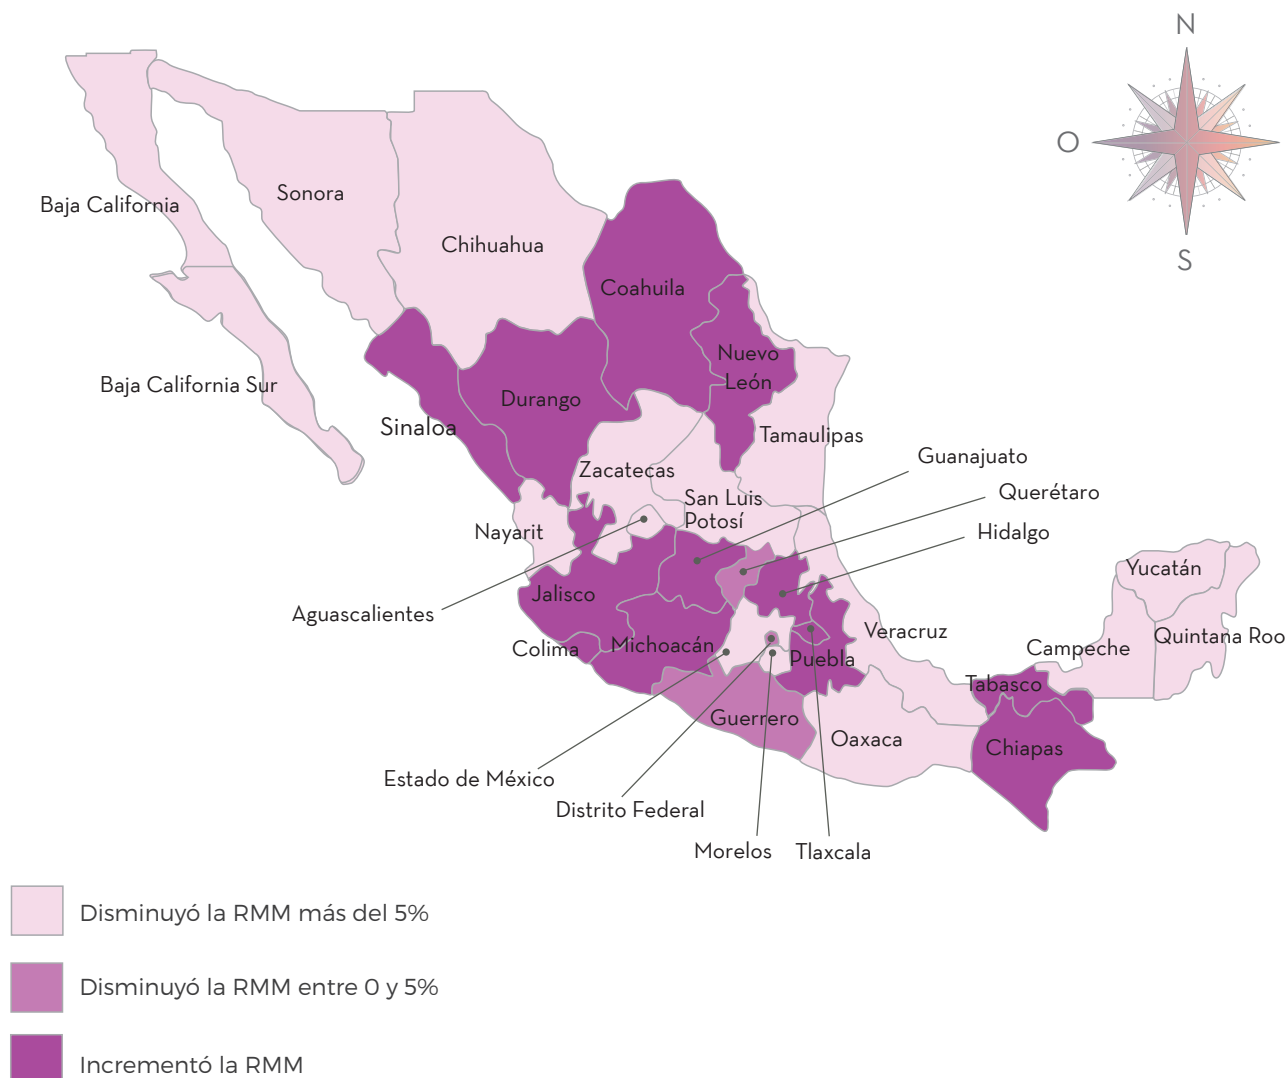 N
O
S
Baja California
Sonora
Chihuahua
Coahuila
Nuevo
León
Baja California Sur
Sinaloa
Durango
Tamaulipas
Zacatecas
Guanajuato
San Luis
Potosí
Querétaro
Nayarit
Hidalgo
Yucatán
Jalisco
Aguascalientes
Veracruz
Quintana Roo
Colima
Michoacán
Puebla
Campeche
Tabasco
Guerrero
Oaxaca
Chiapas
Estado de México
Distrito Federal
Morelos
Tlaxcala
Disminuyó la RMM más del 5%
Disminuyó la RMM entre 0 y 5%
Incrementó la RMM